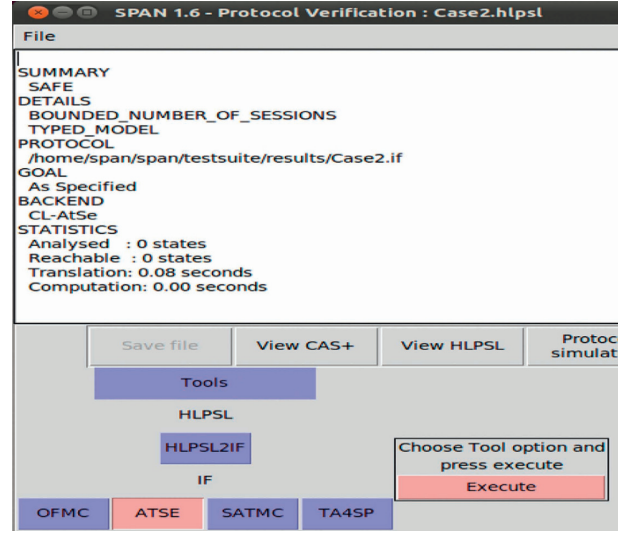 SPAN 1.6 - Protocol Verification : Case2.hlpsl
File
SUMMARY
SAFE
DETAILS
BOUNDED_NUMBER_OF_SESSIONS
TYPED_MODEL
PROTOCOL
/home/span/span/testsuite/results/Case2.if
GOAL
As Specified
BACKEND
CL-AtSe
STATISTICS
Analysed : 0 states
Reachable : 0 states
Translation: 0.08 seconds
Computation: 0.00 seconds
Save file View CAS+ View HLPSL Protoc
simulat
Tools
HLPSL
HLPSL2IF
Choose Tool option and
press execute
IF
Execute
OFMC ATSE SATMC TA4SP